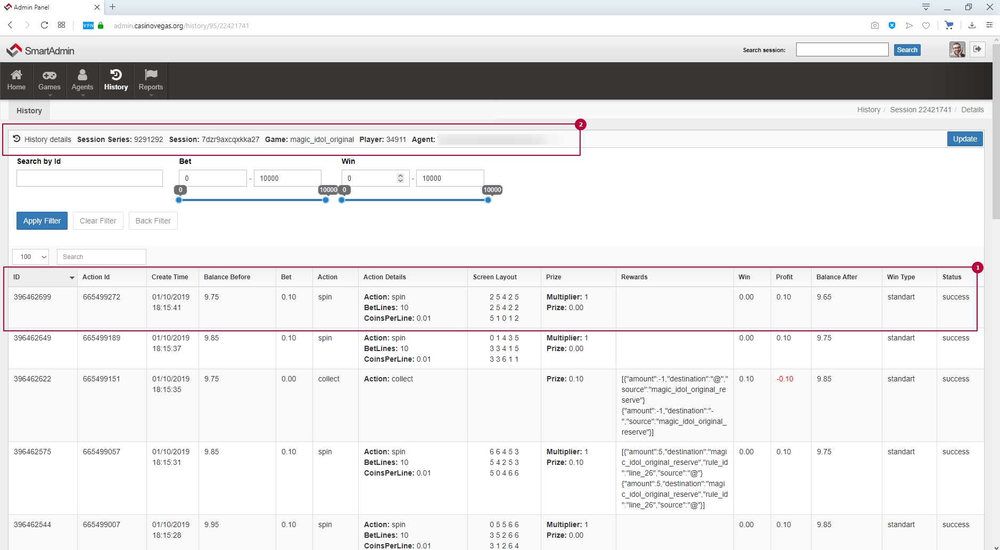 Admin Panel
VPN admin.casinovegas.org/history/95/22421741
SmartAdmin
Search session:
Search
Home
Games
Agents
History
Reports
History
History / Session 22421741 / Details
2
History details Session Series: 9291292 Session: 7dzr9axcqxkka27 Game: magic_idol_original Player: 34911 Agent:
Update
Search by Id
Bet
Win
0 - 10000
0 - 10000
0 10000 0 10000
Apply Filter
Clear Filter
Back Filter
100
Search
1
ID Action Id Create Time Balance Before Bet Action Action Details Screen Layout Prize Rewards Win Profit Balance After Win Type Status
396462699 665499272 01/10/2019 9.75 0.10 spin Action: spin 2 5 4 2 5 Multiplier: 1 0.00 0.10 9.65 standart success
18:15:41 BetLines: 10 2 5 4 2 2 Prize: 0.00
CoinsPerLine: 0.01 5 1 0 1 2
396462649 665499189 01/10/2019 9.85 0.10 spin Action: spin 0 1 4 3 5 Multiplier: 1 0.00 0.10 9.75 standart success
18:15:37 BetLines: 10 3 3 4 1 5 Prize: 0.00
CoinsPerLine: 0.01 3 3 6 1 1
396462622 665499151 01/10/2019 9.75 0.00 collect Action: collect Prize: 0.10 [{"amount":-1,"destination":"@"," 0.10 -0.10 9.85 standart success
18:15:35 source":"magic_idol_original_re
serve"}
{"amount":-1,"destination":"-
","source":"magic_idol_original_
reserve"}]
396462575 665499057 01/10/2019 9.85 0.10 spin Action: spin 6 6 4 5 3 Multiplier: 1 [{"amount":5,"destination":"magi 0.00 0.10 9.75 standart success
18:15:31 BetLines: 10 5 4 2 5 3 Prize: 0.10 c_idol_original_reserve","rule_id
CoinsPerLine: 0.01 5 0 4 6 6 ":"line_26","source":"@"}
{"amount":5,"destination":"magi
c_idol_original_reserve","rule_id
":"line_26","source":"@"}]
396462544 665499007 01/10/2019 9.95 0.10 spin Action: spin 0 5 5 6 6 Multiplier: 1 0.00 0.10 9.85 standart success
18:15:28 BetLines: 10 3 5 2 6 6 Prize: 0.00
CoinsPerLine: 0.01 3 1 2 6 4